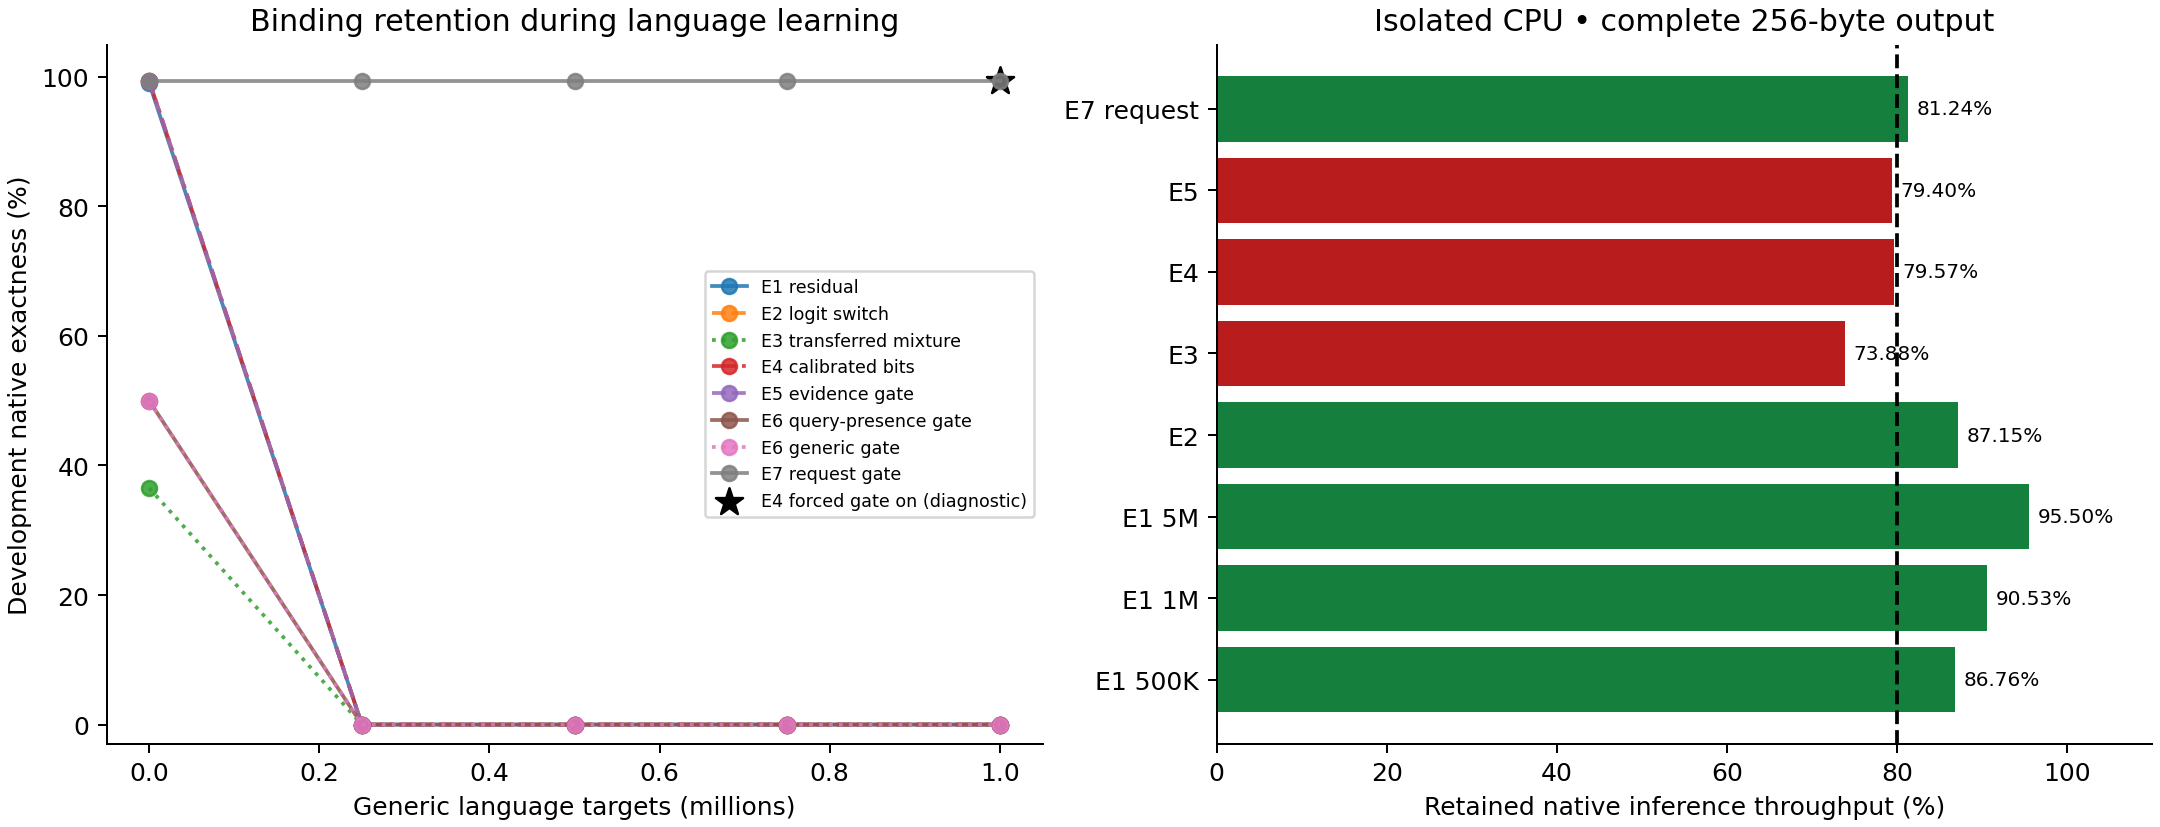 Binding retention during language learning
Development native exactness (%)
100
80
60
40
20
0
E1 residual
E2 logit switch
E3 transferred mixture
E4 calibrated bits
E5 evidence gate
E6 query-presence gate
E6 generic gate
E7 request gate
E4 forced gate on (diagnostic)
0.0 0.2 0.4 0.6 0.8 1.0
Generic language targets (millions)
Isolated CPU • complete 256-byte output
E7 request 81.24%
E5 79.40%
E4 79.57%
E3 73.88%
E2 87.15%
E1 5M 95.50%
E1 1M 90.53%
E1 500K 86.76%
0 20 40 60 80 100
Retained native inference throughput (%)